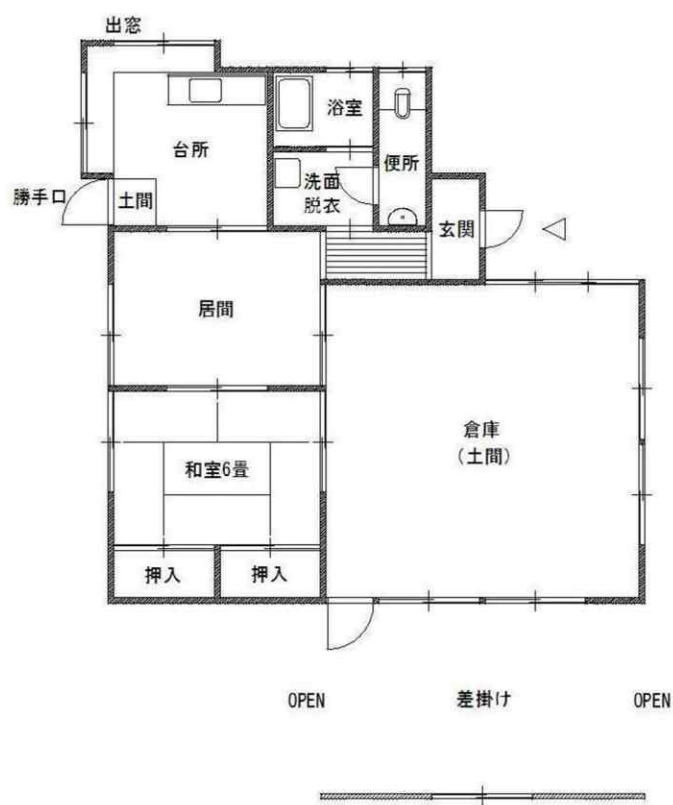 出窓
浴室
台所
便所
洗面
脱衣
勝手口
土間
玄関
居間
倉庫
(土間)
和室6畳
押入
押入
OPEN
差掛け
OPEN